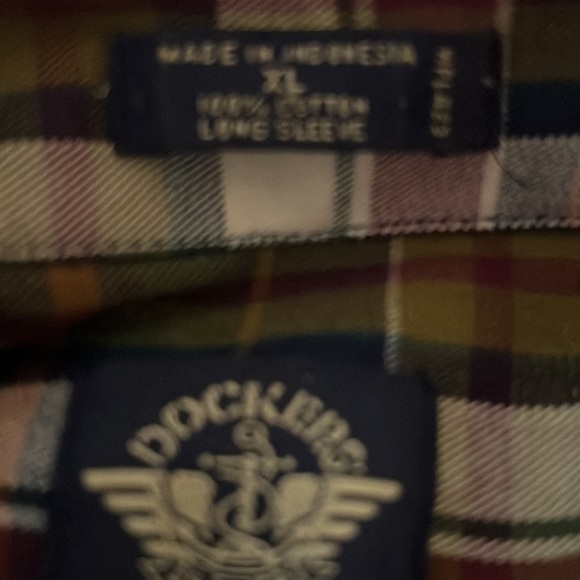 MADE IN INDONESIA
XL
100% COTTON
LONG SLEEVE
DOCKERS